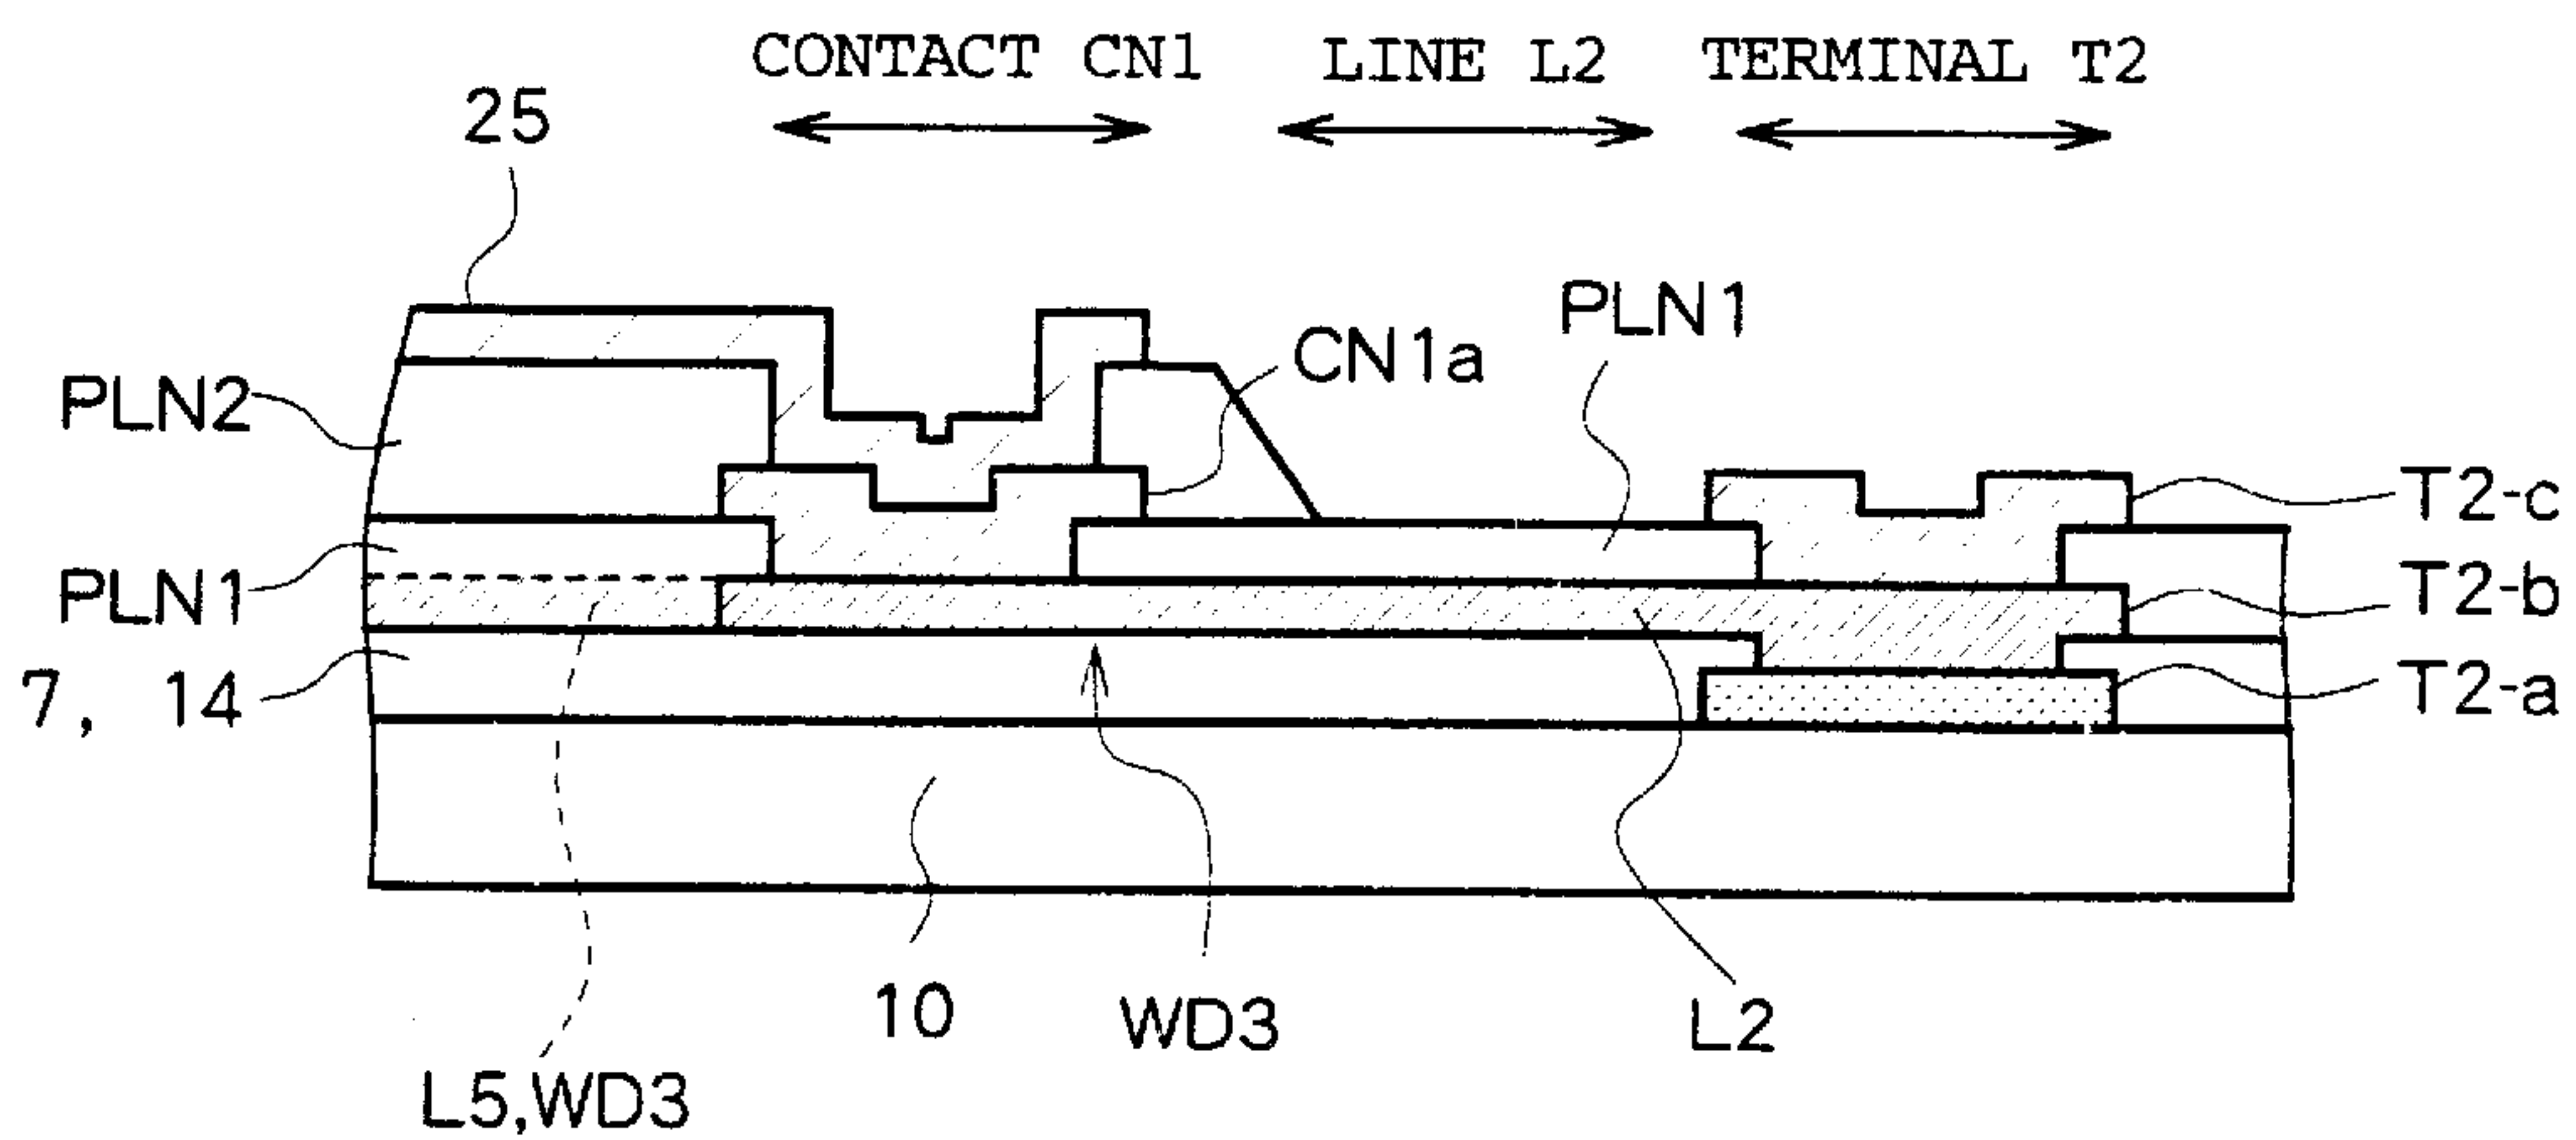 CONTACT CN1 LINE L2 TERMINAL T2
25
PLN1
CN1a
PLN2
T2-c
PLN1
T2-b
7, 14
T2-a
10
WD3
L2
L5,WD3